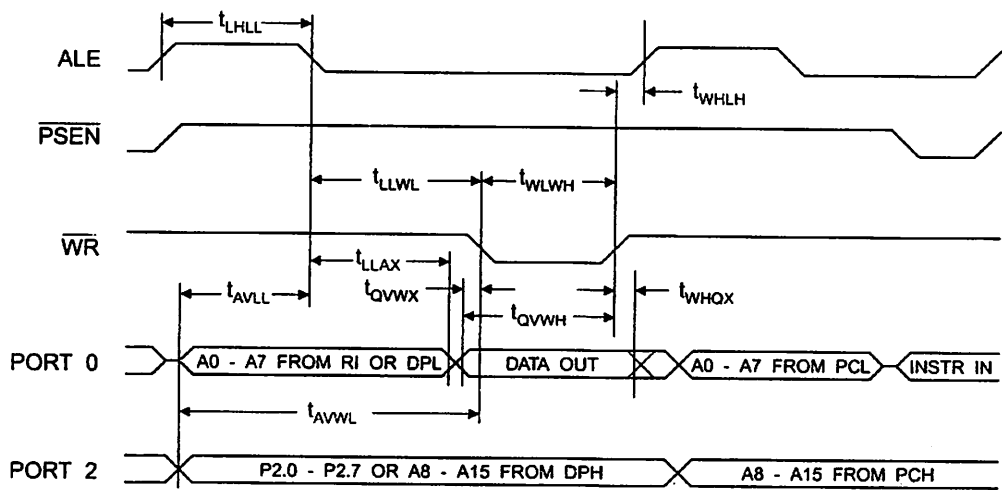 tLHLL
ALE
tWHLH
PSEN
tLLWL
tWLWH
WR
tLLAX
tAVLL
tQVWX
tWHQX
tQVWH
PORT 0
A0 - A7 FROM RI OR DPL
DATA OUT
A0 - A7 FROM PCL
INSTR IN
tAVWL
PORT 2
P2.0 - P2.7 OR A8 - A15 FROM DPH
A8 - A15 FROM PCH